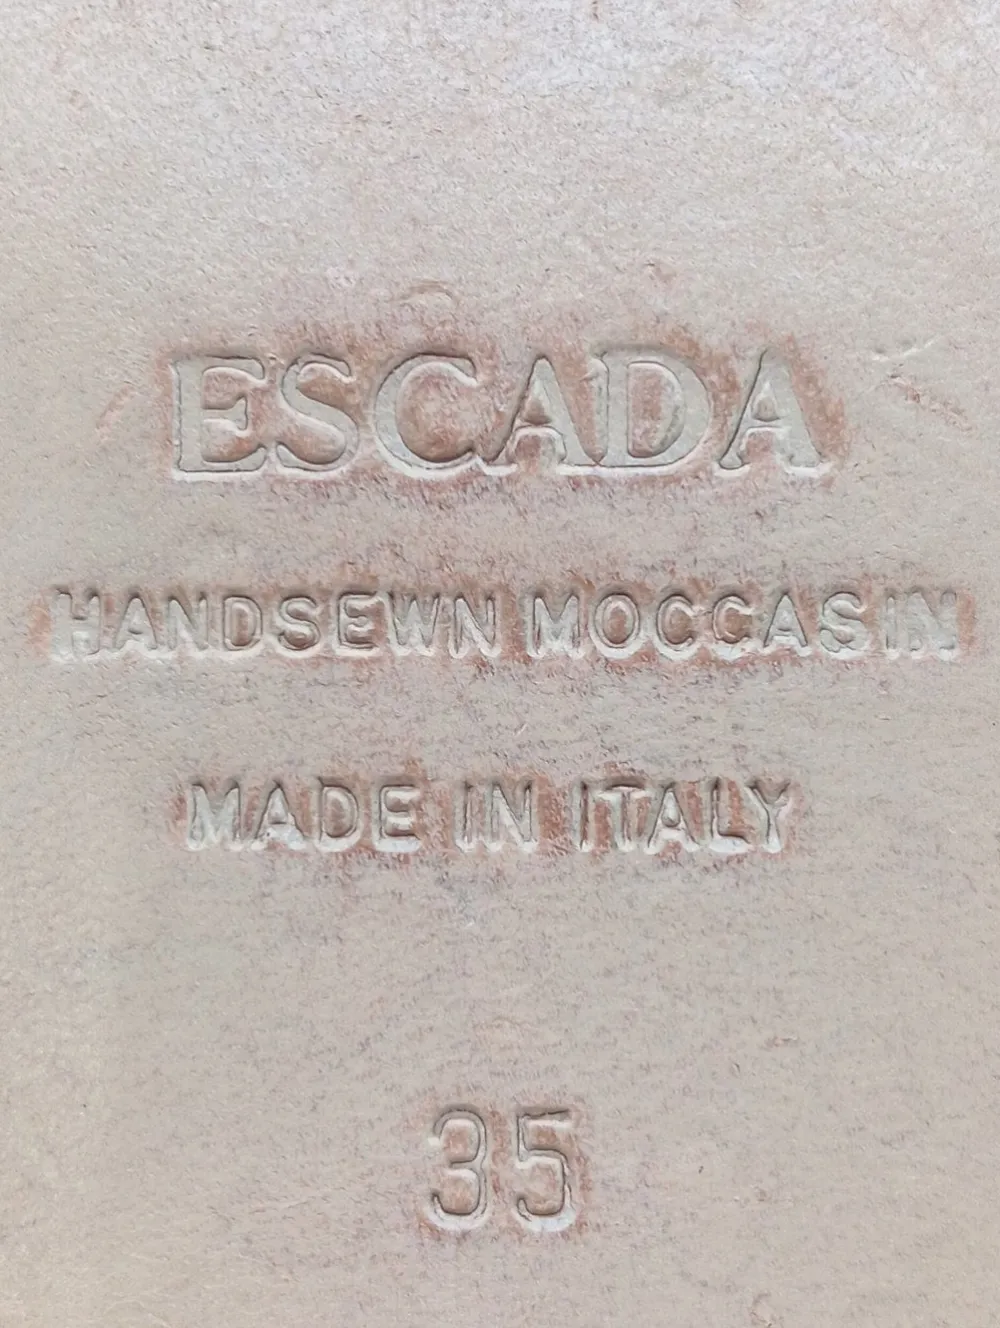 ESCADA
HANDSEWN MOCCASIN
MADE IN ITALY
35